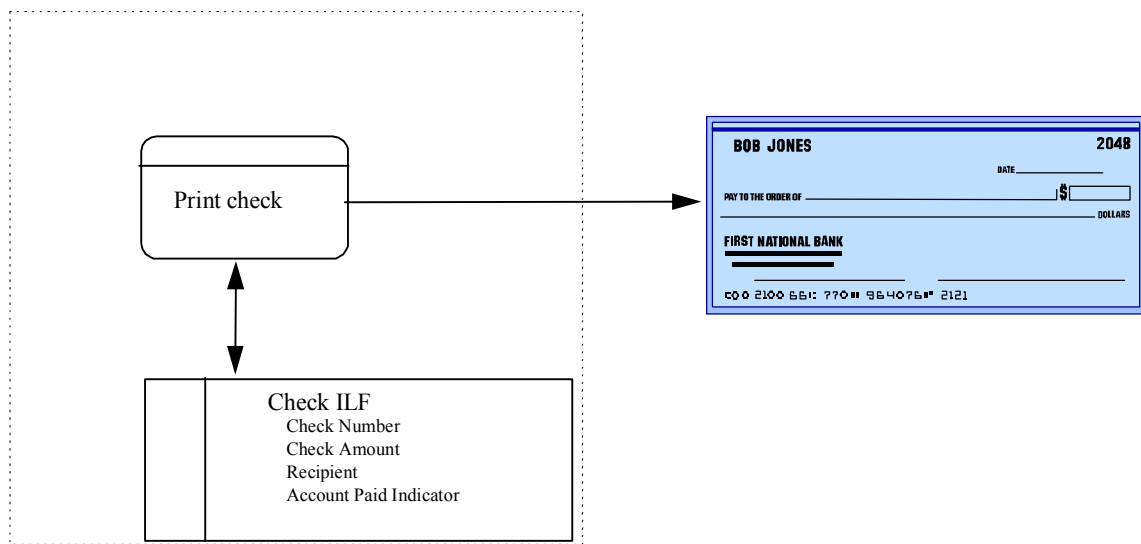 BOB JONES 2048
DATE
Print check
PAY TO THE ORDER OF $
DOLLARS
FIRST NATIONAL BANK
Check ILF
Check Number
Check Amount
Recipient
Account Paid Indicator